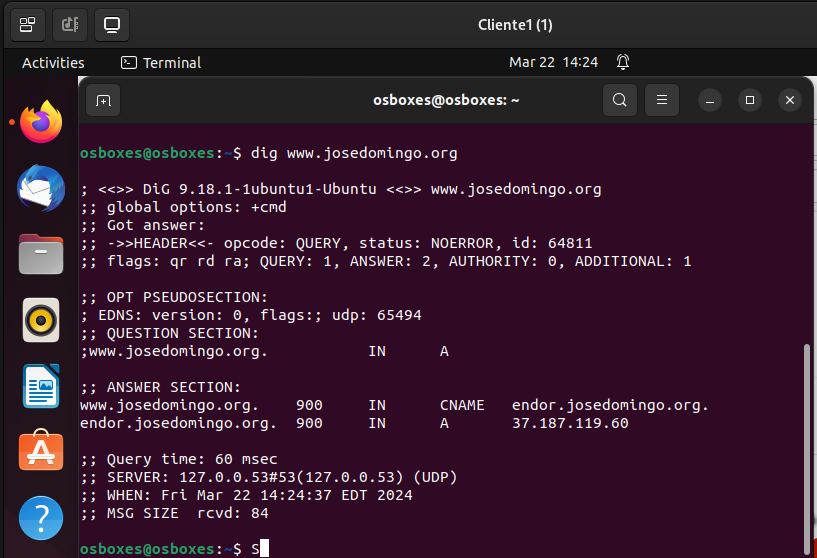 Cliente1 (1)
Activities Terminal Mar 22 14:24
osboxes@osboxes: ~
osboxes@osboxes:~$ dig www.josedomingo.org
; <<>> DiG 9.18.1-1ubuntu1-Ubuntu <<>> www.josedomingo.org
;; global options: +cmd
;; Got answer:
;; ->>HEADER<<- opcode: QUERY, status: NOERROR, id: 64811
;; flags: qr rd ra; QUERY: 1, ANSWER: 2, AUTHORITY: 0, ADDITIONAL: 1
;; OPT PSEUDOSECTION:
; EDNS: version: 0, flags:; udp: 65494
;; QUESTION SECTION:
;www.josedomingo.org. IN A
;; ANSWER SECTION:
www.josedomingo.org. 900 IN CNAME endor.josedomingo.org.
endor.josedomingo.org. 900 IN A 37.187.119.60
;; Query time: 60 msec
;; SERVER: 127.0.0.53#53(127.0.0.53) (UDP)
;; WHEN: Fri Mar 22 14:24:37 EDT 2024
;; MSG SIZE rcvd: 84
osboxes@osboxes:~$ S